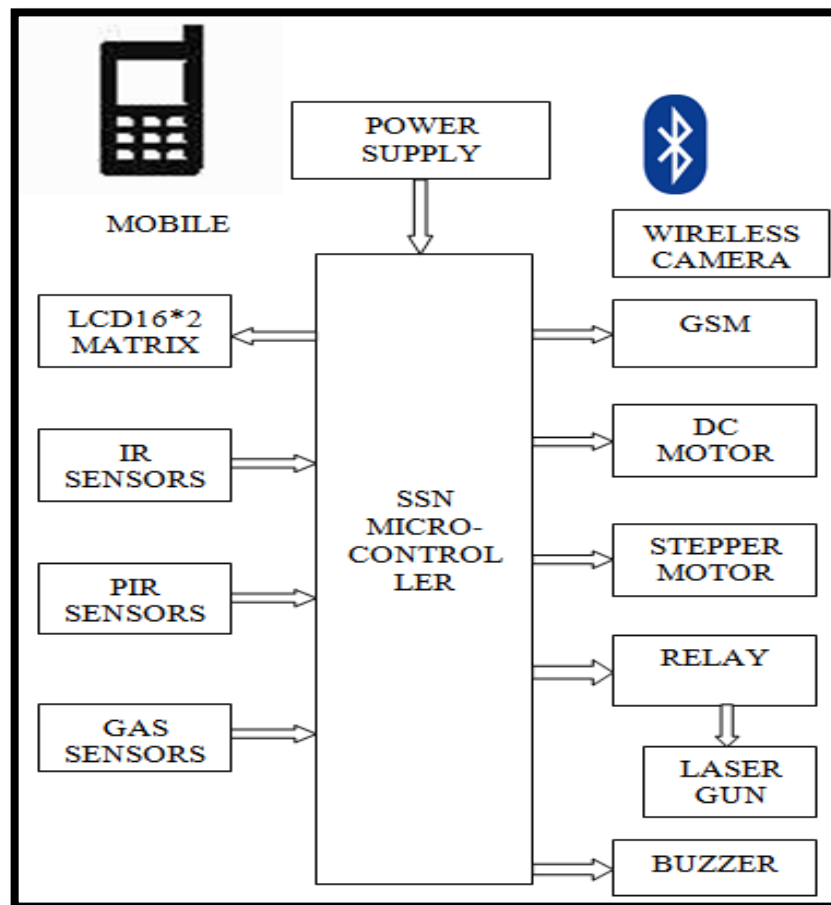 POWER
SUPPLY
MOBILE
WIRELESS
CAMERA
LCD16*2
MATRIX
GSM
IR
SENSORS
DC
MOTOR
SSN
MICRO-
CONTROL
LER
PIR
SENSORS
STEPPER
MOTOR
RELAY
GAS
SENSORS
LASER
GUN
BUZZER